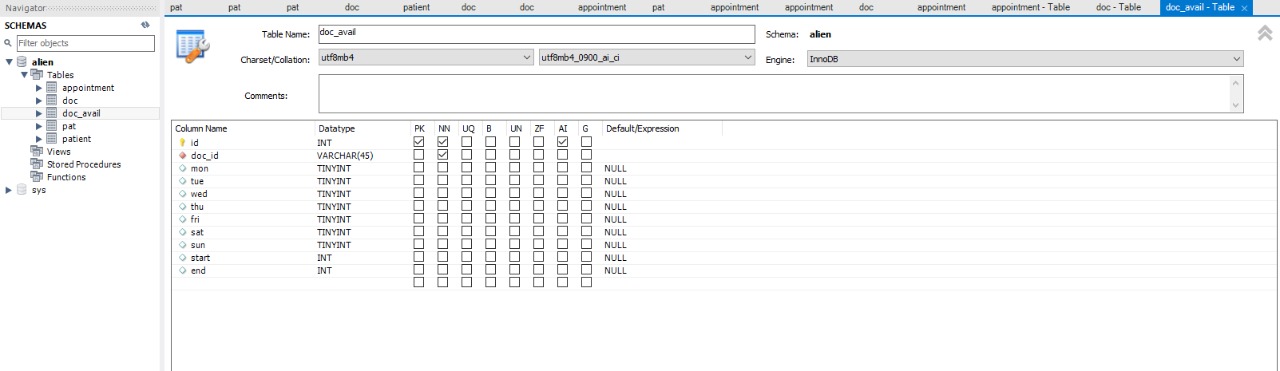 Navigator
pat pat pat doc patient doc doc appointment pat appointment appointment doc appointment appointment - Table doc - Table doc_avail - Table
SCHEMAS
Filter objects
alien
Tables
appointment
doc
doc_avail
pat
patient
Views
Stored Procedures
Functions
sys
Table Name: doc_avail Schema: alien
Charset/Collation: utf8mb4 utf8mb4_0900_ai_ci Engine: InnoDB
Comments:
Column Name Datatype PK NN UQ B UN ZF AI G Default/Expression
id INT
doc_id VARCHAR(45)
mon TINYINT NULL
tue TINYINT NULL
wed TINYINT NULL
thu TINYINT NULL
fri TINYINT NULL
sat TINYINT NULL
sun TINYINT NULL
start INT NULL
end INT NULL